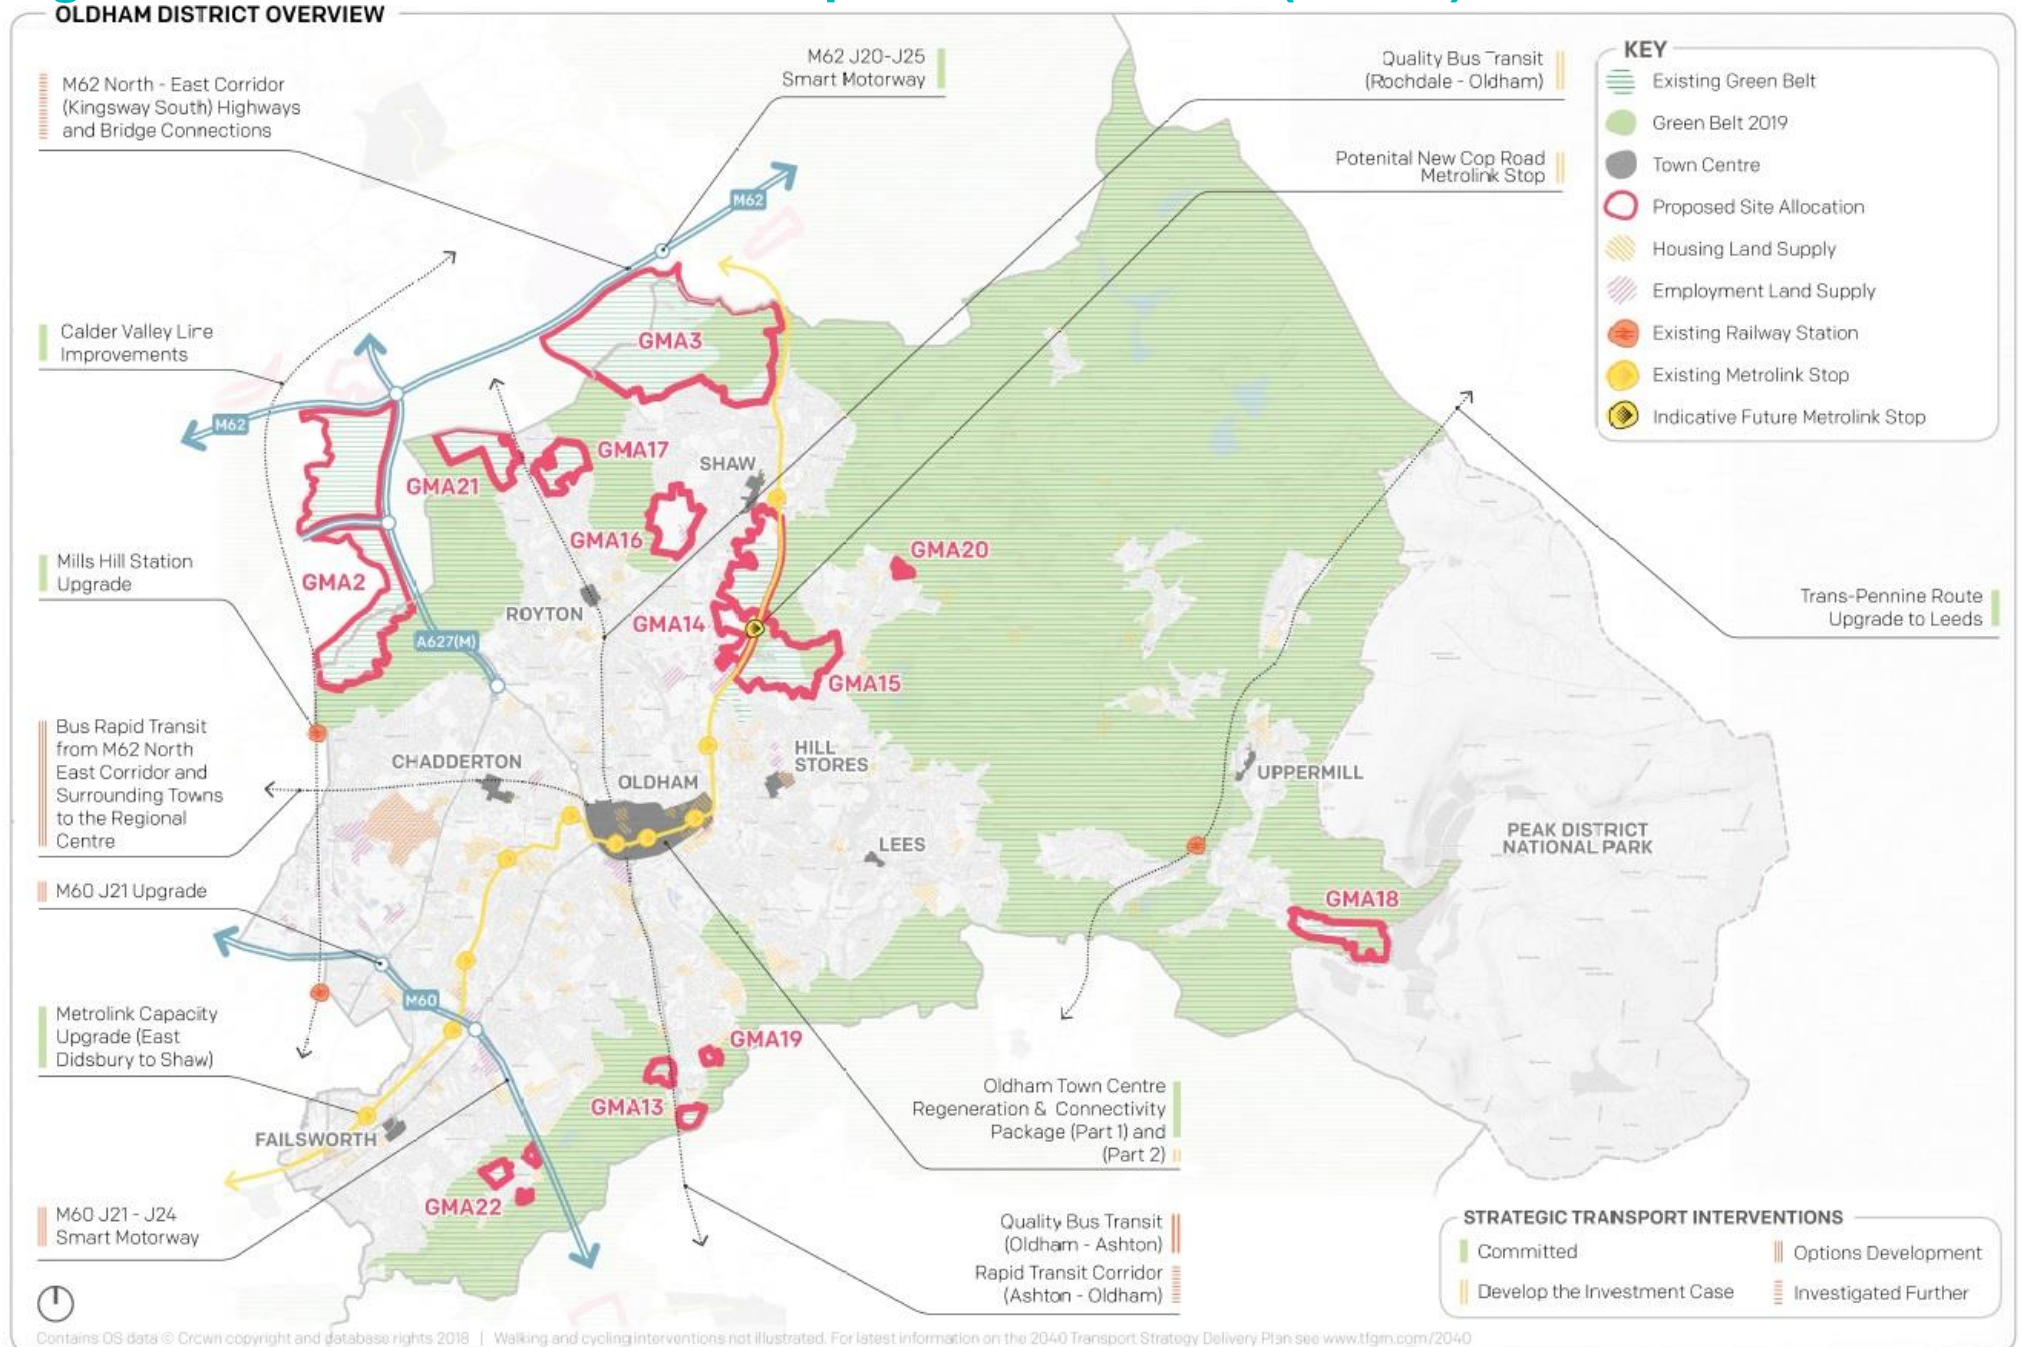 OLDHAM DISTRICT OVERVIEW
M62 North - East Corridor
(Kingsway South) Highways
and Bridge Connections
M62 J20-J25
Smart Motorway
Quality Bus Transit
(Rochdale - Oldham)
Potenital New Cop Road
Metrolink Stop
KEY
Existing Green Belt
Green Belt 2019
Town Centre
Proposed Site Allocation
Housing Land Supply
Employment Land Supply
Existing Railway Station
Existing Metrolink Stop
Indicative Future Metrolink Stop
M62
Calder Valley Line
Improvements
GMA3
M62
GMA17
SHAW
GMA21
GMA16
GMA20
Mills Hill Station
Upgrade
GMA2
ROYTON
GMA14
Trans-Pennine Route
Upgrade to Leeds
A627(M)
GMA15
Bus Rapid Transit
from M62 North
East Corridor and
Surrounding Towns
to the Regional
Centre
CHADDERTON
OLDHAM
HILL
STORES
UPPERMILL
LEES
PEAK DISTRICT
NATIONAL PARK
M60 J21 Upgrade
GMA18
M60
Metrolink Capacity
Upgrade (East
Didsbury to Shaw)
GMA19
GMA13
FAILSWORTH
Oldham Town Centre
Regeneration & Connectivity
Package (Part 1) and
(Part 2)
GMA22
M60 J21 - J24
Smart Motorway
Quality Bus Transit
(Oldham - Ashton)
Rapid Transit Corridor
(Ashton - Oldham)
STRATEGIC TRANSPORT INTERVENTIONS
Committed
Options Development
Develop the Investment Case
Investigated Further
Contains OS data © Crown copyright and database rights 2018 | Walking and cycling interventions not illustrated. For latest information on the 2040 Transport Strategy Delivery Plan see www.tfgm.com/2040